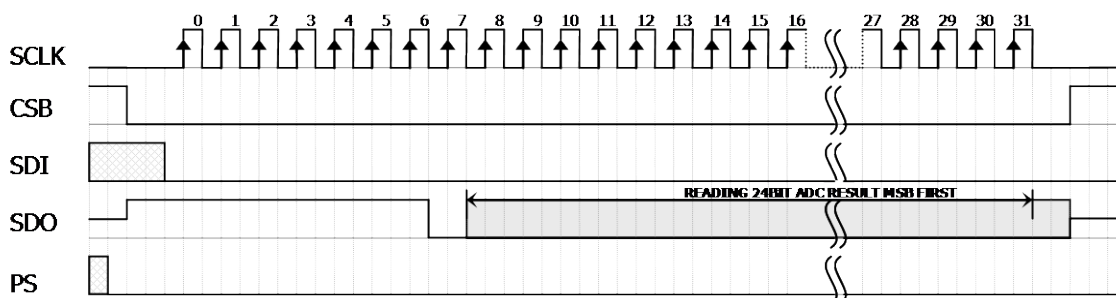 0 1 2 3 4 5 6 7 8 9 10 11 12 13 14 15 16 27 28 29 30 31
SCLK
CSB
SDI
READING 24BIT ADC RESULT MSB FIRST
SDO
PS